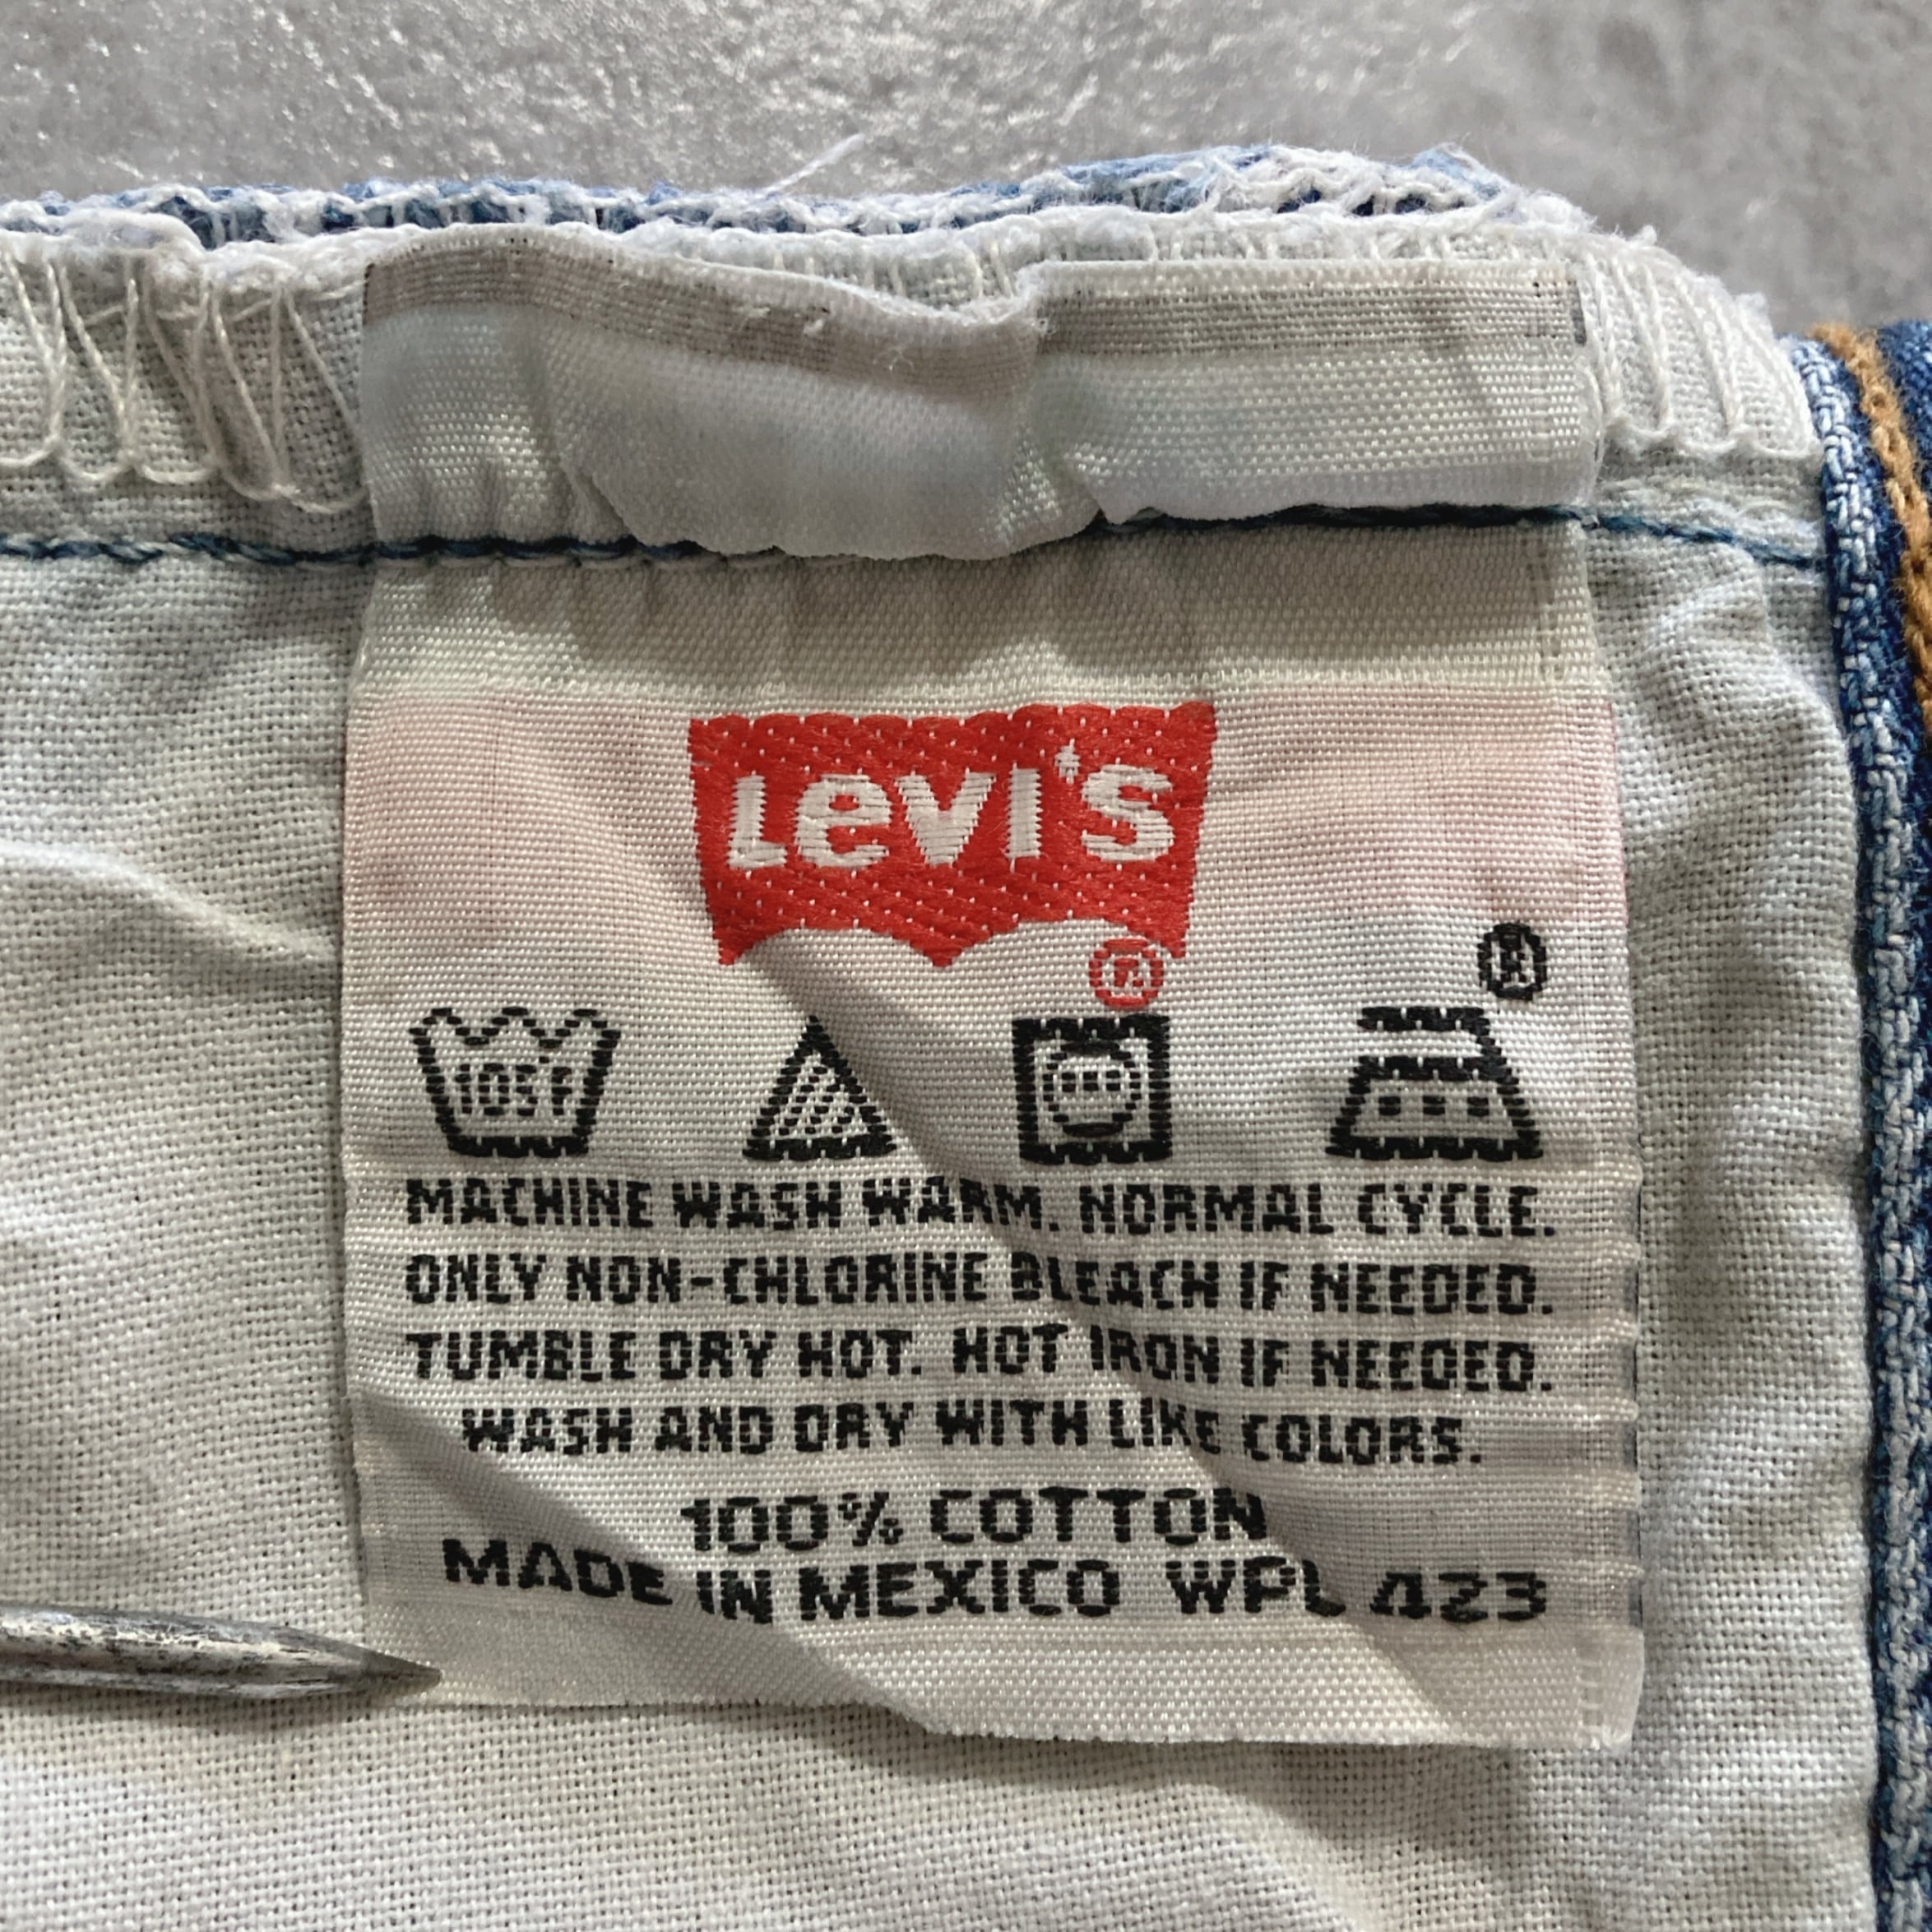 Levi's
®
®
105F
MACHINE WASH WARM. NORMAL CYCLE.
ONLY NON-CHLORINE BLEACH IF NEEDED.
TUMBLE DRY HOT. HOT IRON IF NEEDED.
WASH AND DRY WITH LIKE COLORS.
100% COTTON
MADE IN MEXICO WPL 423